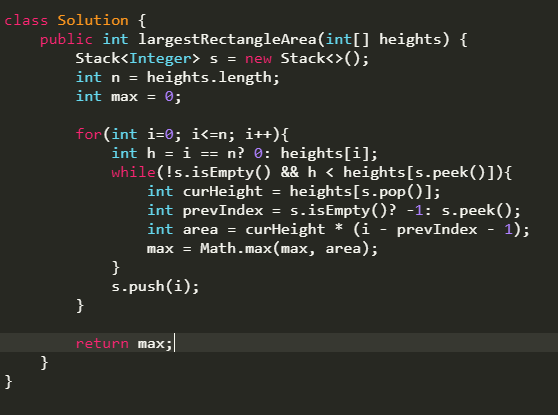 class Solution {
    public int largestRectangleArea(int[] heights) {
        Stack<Integer> s = new Stack<>();
        int n = heights.length;
        int max = 0;

        for(int i=0; i<=n; i++){
            int h = i == n? 0: heights[i];
            while(!s.isEmpty() && h < heights[s.peek()]){
                int curHeight = heights[s.pop()];
                int prevIndex = s.isEmpty()? -1: s.peek();
                int area = curHeight * (i - prevIndex - 1);
                max = Math.max(max, area);
            }
            s.push(i);
        }

        return max;
    }
}